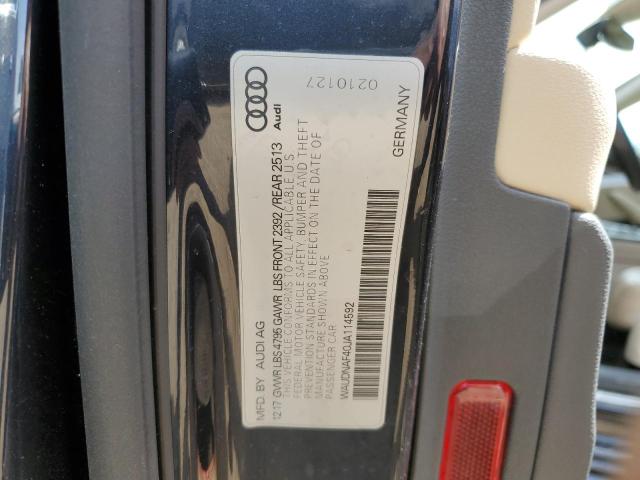 MFD. BY AUDI AG
12.17 GVWR LBS 4795 GAWR LBS FRONT 2392 /REAR 2513
THIS VEHICLE CONFORMS TO ALL APPLICABLE U S
FEDERAL MOTOR VEHICLE SAFETY, BUMPER AND THEFT
PREVENTION STANDARDS IN EFFECT ON THE DATE OF
MANUFACTURE SHOWN ABOVE
PASSENGER CAR
WAUDNAF40JA114592
GERMANY
Audi
0210127